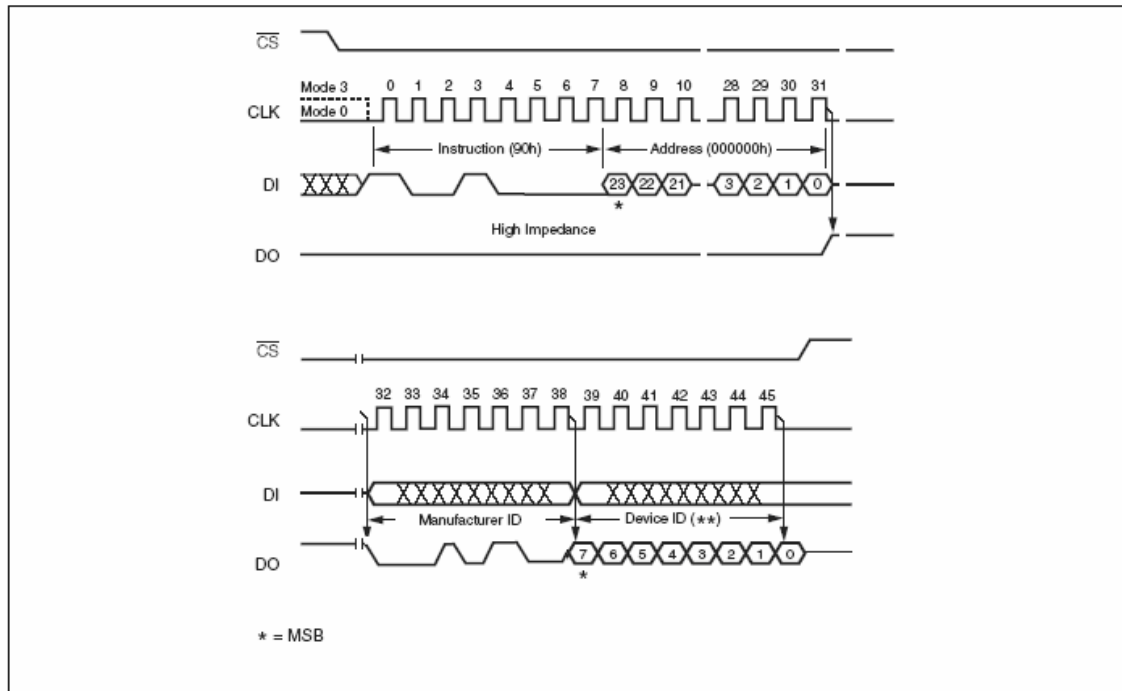 CS
Mode 3 0 1 2 3 4 5 6 7 8 9 10 28 29 30 31
CLK Mode 0
Instruction (90h) Address (000000h)
DI 23 22 21 3 2 1 0
*
High Impedance
DO
CS
32 33 34 35 36 37 38 39 40 41 42 43 44 45
CLK
DI
Manufacturer ID Device ID (**)
DO 7 6 5 4 3 2 1 0
*
* = MSB